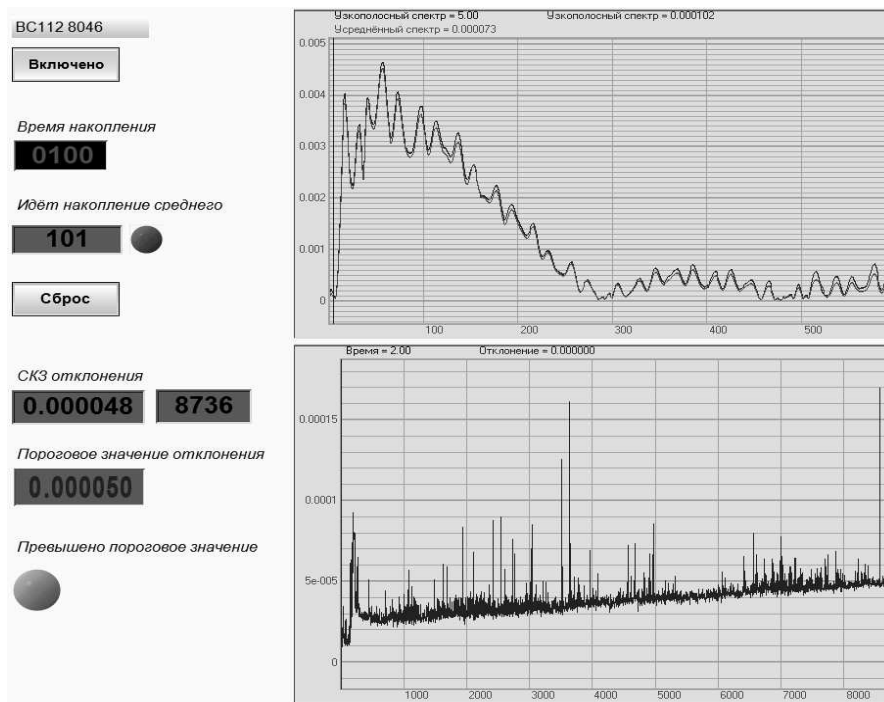 ВС112 8046
Включено
Время накопления
0100
Идёт накопление среднего
101
Сброс
СКЗ отклонения
0.000048 8736
Пороговое значение отклонения
0.000050
Превышено пороговое значение
Узкополосный спектр = 5.00 Узкополосный спектр = 0.000102
Усреднённый спектр = 0.000073
0.005
0.004
0.003
0.002
0.001
0
100 200 300 400 500
Время = 2.00 Отклонение = 0.000000
0.00015
0.0001
5e-005
0
1000 2000 3000 4000 5000 6000 7000 8000